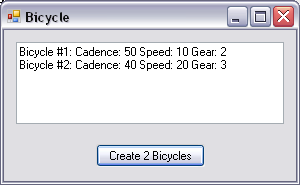 Bicycle
Bicycle #1: Cadence: 50 Speed: 10 Gear: 2
Bicycle #2: Cadence: 40 Speed: 20 Gear: 3
Create 2 Bicycles